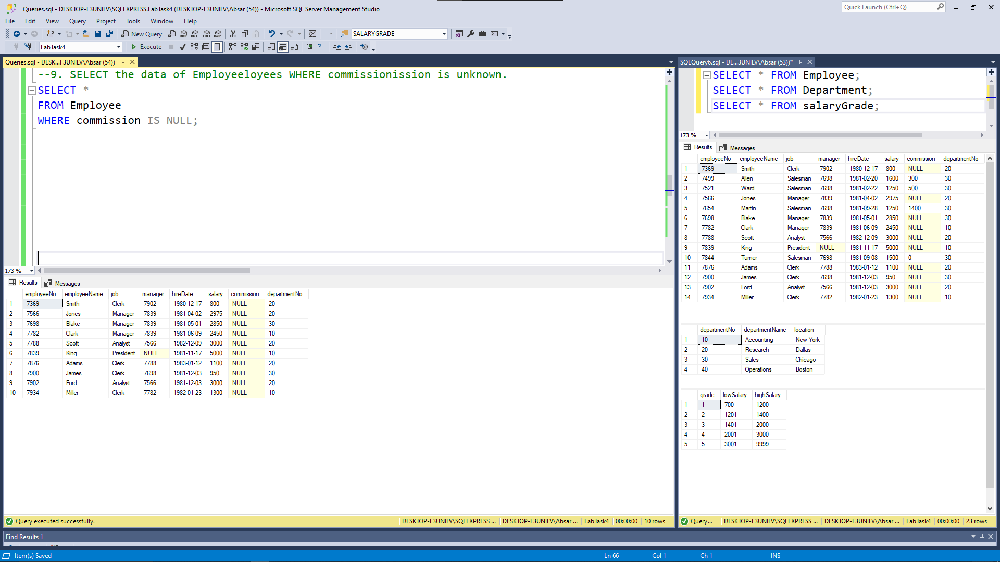 Queries.sql - DESKTOP-F3UNILV\SQLEXPRESS.LabTask4 (DESKTOP-F3UNILV\Absar (54)) - Microsoft SQL Server Management Studio
Quick Launch (Ctrl+Q)
File Edit View Query Project Tools Window Help
New Query MDX DMX XMLA DAX SALARYGRADE
LabTask4 Execute
Queries.sql - DESK...F3UNILV\Absar (54))
--9. SELECT the data of Employeeloyees WHERE commissionission is unknown.
SELECT *
FROM Employee
WHERE commission IS NULL;
173 %
Results Messages
employeeNo employeeName job manager hireDate salary commission departmentNo
1 7369 Smith Clerk 7902 1980-12-17 800 NULL 20
2 7566 Jones Manager 7839 1981-04-02 2975 NULL 20
3 7698 Blake Manager 7839 1981-05-01 2850 NULL 30
4 7782 Clark Manager 7839 1981-06-09 2450 NULL 10
5 7788 Scott Analyst 7566 1982-12-09 3000 NULL 20
6 7839 King President NULL 1981-11-17 5000 NULL 10
7 7876 Adams Clerk 7788 1983-01-12 1100 NULL 20
8 7900 James Clerk 7698 1981-12-03 950 NULL 30
9 7902 Ford Analyst 7566 1981-12-03 3000 NULL 20
10 7934 Miller Clerk 7782 1982-01-23 1300 NULL 10
Query executed successfully. DESKTOP-F3UNILV\SQLEXPRESS ... DESKTOP-F3UNILV\Absar ... LabTask4 00:00:00 10 rows
SQLQuery6.sql - DE...3UNILV\Absar (53))*
SELECT * FROM Employee;
SELECT * FROM Department;
SELECT * FROM salaryGrade;
173 %
Results Messages
employeeNo employeeName job manager hireDate salary commission departmentNo
1 7369 Smith Clerk 7902 1980-12-17 800 NULL 20
2 7499 Allen Salesman 7698 1981-02-20 1600 300 30
3 7521 Ward Salesman 7698 1981-02-22 1250 500 30
4 7566 Jones Manager 7839 1981-04-02 2975 NULL 20
5 7654 Martin Salesman 7698 1981-09-28 1250 1400 30
6 7698 Blake Manager 7839 1981-05-01 2850 NULL 30
7 7782 Clark Manager 7839 1981-06-09 2450 NULL 10
8 7788 Scott Analyst 7566 1982-12-09 3000 NULL 20
9 7839 King President NULL 1981-11-17 5000 NULL 10
10 7844 Turner Salesman 7698 1981-09-08 1500 0 30
11 7876 Adams Clerk 7788 1983-01-12 1100 NULL 20
12 7900 James Clerk 7698 1981-12-03 950 NULL 30
13 7902 Ford Analyst 7566 1981-12-03 3000 NULL 20
14 7934 Miller Clerk 7782 1982-01-23 1300 NULL 10
departmentNo departmentName location
1 10 Accounting New York
2 20 Research Dallas
3 30 Sales Chicago
4 40 Operations Boston
grade lowSalary highSalary
1 1 700 1200
2 2 1201 1400
3 3 1401 2000
4 4 2001 3000
5 5 3001 9999
Query... DESKTOP-F3UNILV\SQLEXPRESS ... DESKTOP-F3UNILV\Absar ... LabTask4 00:00:00 23 rows
Find Results 1
Item(s) Saved Ln 66 Col 1 Ch 1 INS